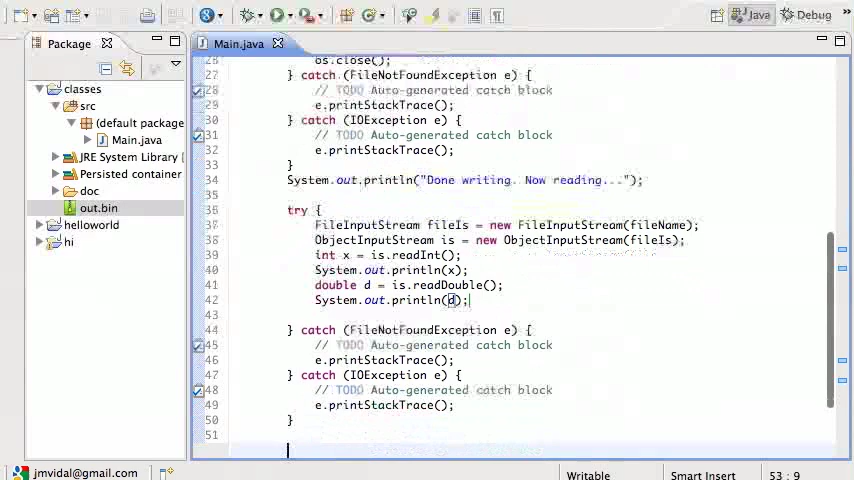 Java
Debug
Package
Main.java
classes
src
(default package
Main.java
JRE System Library
Persisted container
doc
out.bin
helloworld
hi
26 os.close();
27 } catch (FileNotFoundException e) {
28 // TODO Auto-generated catch block
29 e.printStackTrace();
30 } catch (IOException e) {
31 // TODO Auto-generated catch block
32 e.printStackTrace();
33 }
34 System.out.println("Done writing. Now reading...");
35
36 try {
37 FileInputStream fileIs = new FileInputStream(fileName);
38 ObjectInputStream is = new ObjectInputStream(fileIs);
39 int x = is.readInt();
40 System.out.println(x);
41 double d = is.readDouble();
42 System.out.println(d);
43
44 } catch (FileNotFoundException e) {
45 // TODO Auto-generated catch block
46 e.printStackTrace();
47 } catch (IOException e) {
48 // TODO Auto-generated catch block
49 e.printStackTrace();
50 }
51
jmvidal@gmail.com
Writable
Smart Insert
53 : 9